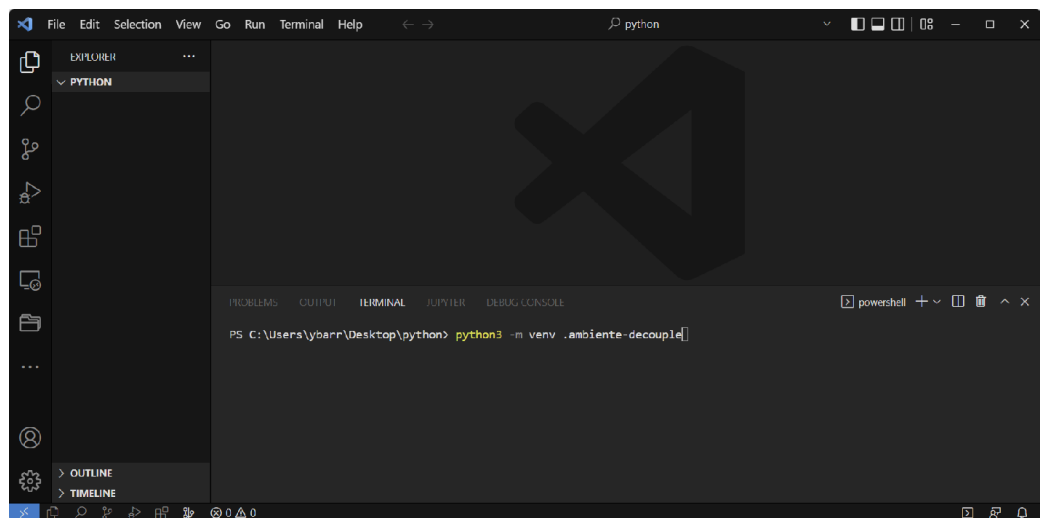 File Edit Selection View Go Run Terminal Help python
EXPLORER
PYTHON
PROBLEMS OUTPUT TERMINAL JUPYTER DEBUG CONSOLE powershell
PS C:\Users\ybarr\Desktop\python> python3 -m venv .ambiente-decouple
OUTLINE
TIMELINE
0 0